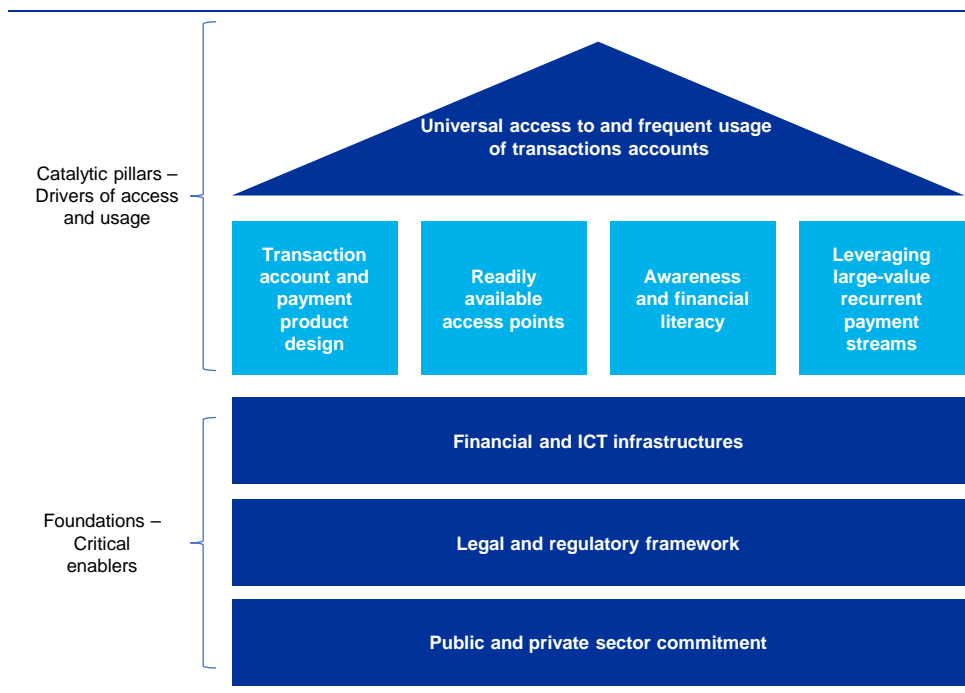 Universal access to and frequent usage
of transactions accounts
Catalytic pillars –
Drivers of access
and usage
Transaction
account and
payment
product
design
Readily
available
access points
Awareness
and financial
literacy
Leveraging
large-value
recurrent
payment
streams
Financial and ICT infrastructures
Foundations –
Critical
enablers
Legal and regulatory framework
Public and private sector commitment